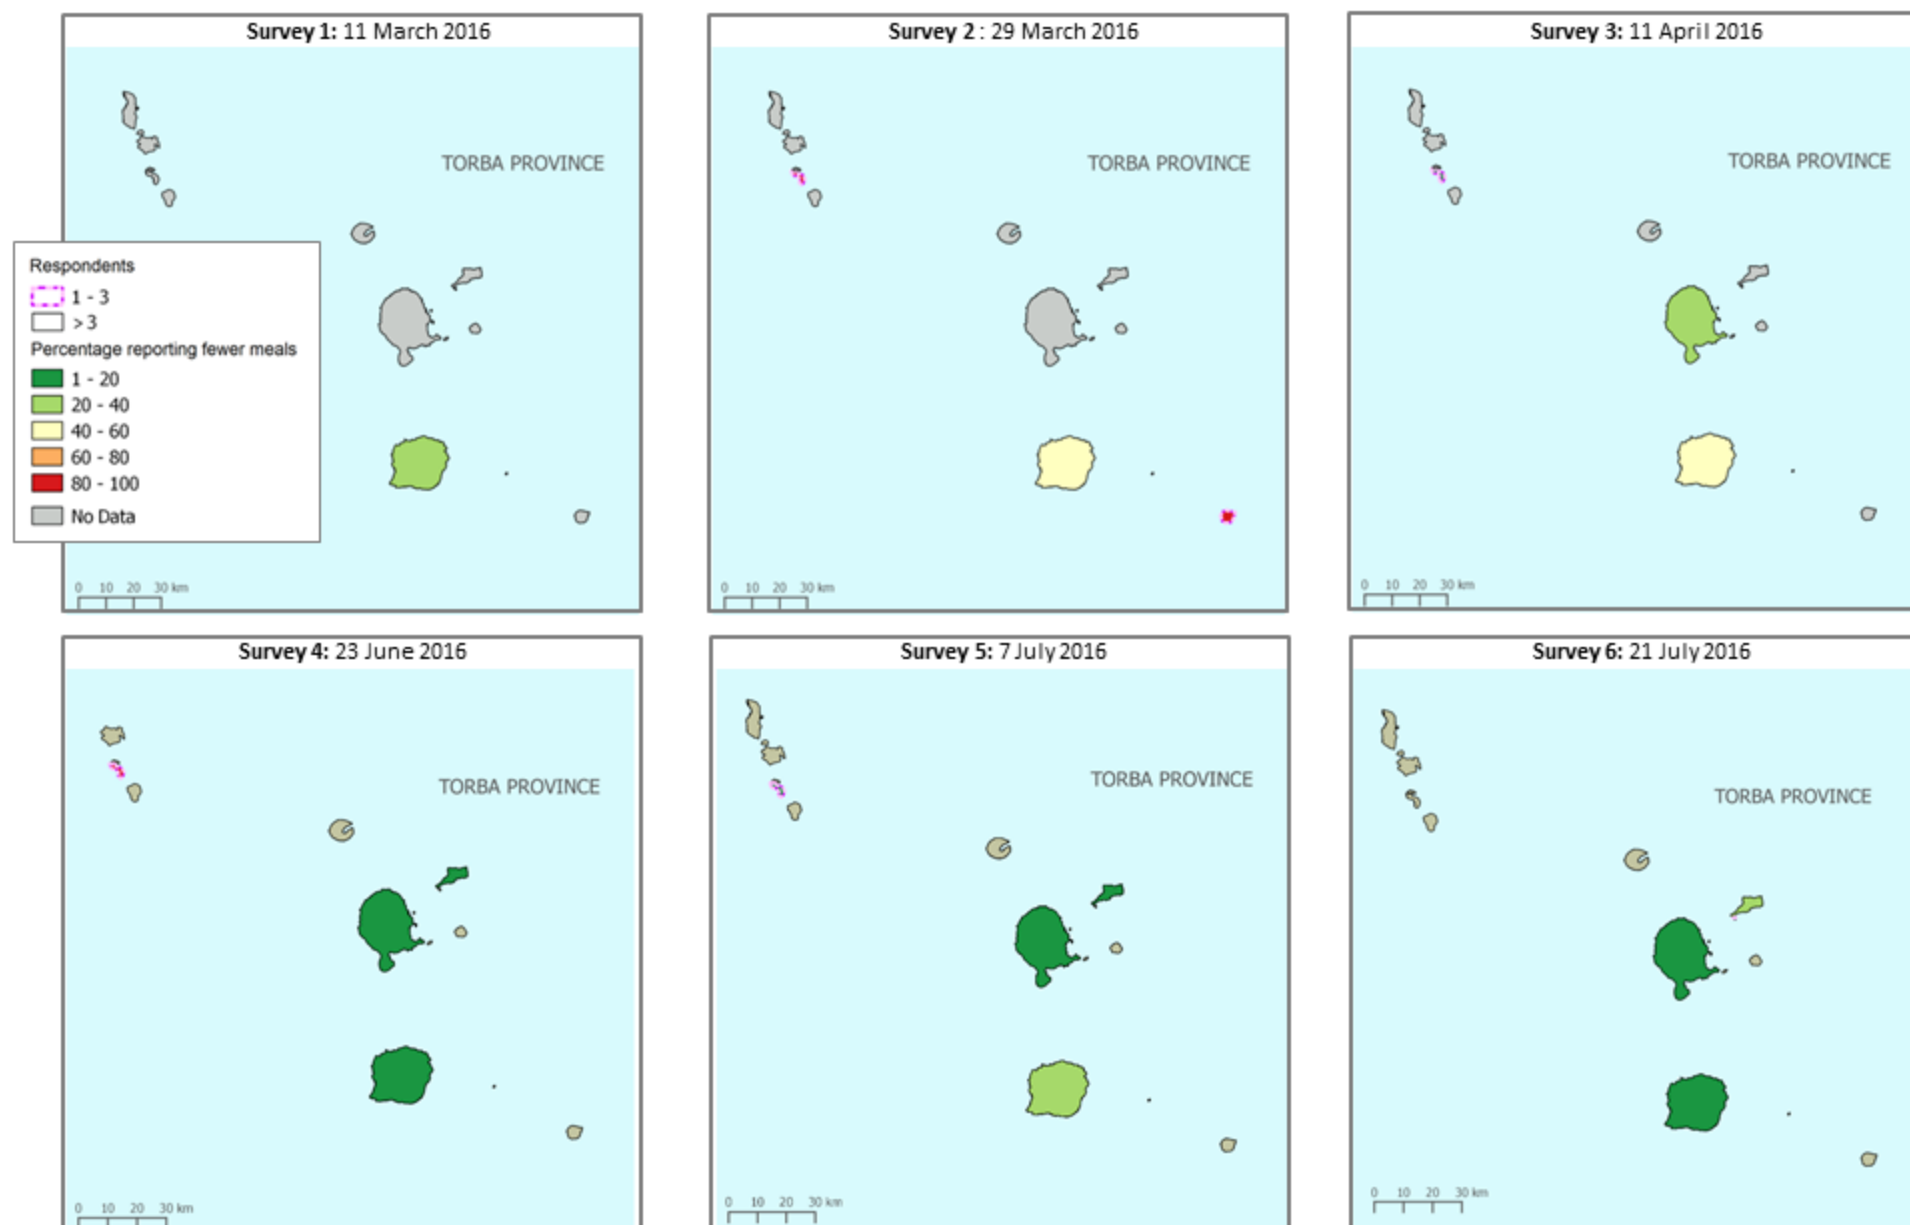 Survey 1: 11 March 2016
TORBA PROVINCE
Respondents
1 - 3
> 3
Percentage reporting fewer meals
1 - 20
20 - 40
40 - 60
60 - 80
80 - 100
No Data
0 10 20 30 km
Survey 2 : 29 March 2016
TORBA PROVINCE
0 10 20 30 km
Survey 3: 11 April 2016
TORBA PROVINCE
0 10 20 30 km
Survey 4: 23 June 2016
TORBA PROVINCE
0 10 20 30 km
Survey 5: 7 July 2016
TORBA PROVINCE
0 10 20 30 km
Survey 6: 21 July 2016
TORBA PROVINCE
0 10 20 30 km